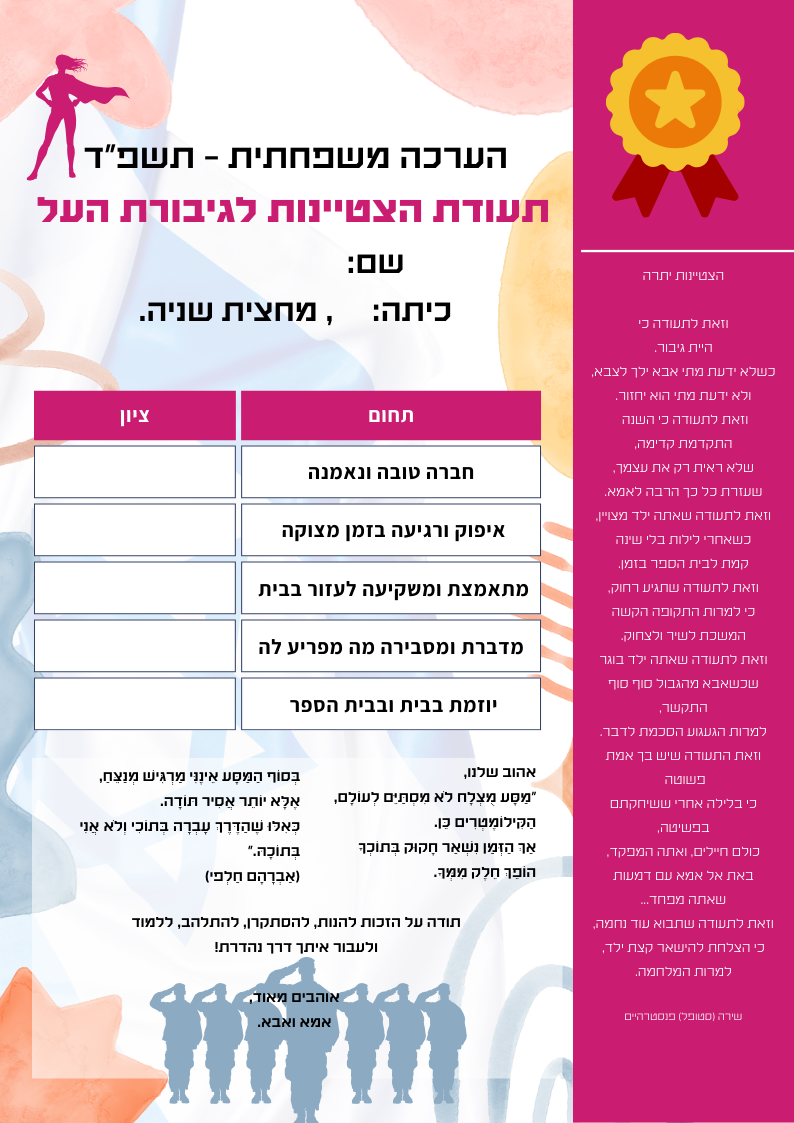 הערכה משפחתית - תשפ"ד
תעודת הצטיינות לגיבורת העל
שם:
כיתה: , מחצית שניה.
תחום ציון
חברה טובה ונאמנה
איפוק ורגיעה בזמן מצוקה
מתאמצת ומשקיעה לעזור בבית
מדברת ומסבירה מה מפריע לה
יוזמת בבית ובבית הספר
אהוב שלנו,
"מַסָּע מֻצְלָח לֹא מִסְתַּיֵּם לְעוֹלָם,
הַקִּילוֹמֶטְרִים כֵּן.
אַךְ הַזְּמַן נִשְׁאַר חָקוּק בְּתוֹכְךָ
הוֹפֵךְ חֵלֶק מִמְּךָ.
בְּסוֹף הַמַּסָּע אֵינֶנִּי מַרְגִּישׁ מְנַצֵּחַ,
אֶלָּא יוֹתֵר אֲסִיר תּוֹדָה.
כְּאִלּוּ שֶׁהַדֶּרֶךְ עָבְרָה בְּתוֹכִי וְלֹא אֲנִי
בְּתוֹכָהּ."
(אַבְרָהָם חַלְפִי)
תודה על הזכות להנות, להסתקרן, להתלהב, ללמוד
ולעבור איתך דרך נהדרת!
אוהבים מאוד,
אמא ואבא.
הצטיינות יתרה
וזאת לתעודה כי
היית גיבור.
כשלא ידעת מתי אבא ילך לצבא,
ולא ידעת מתי הוא יחזור.
וזאת לתעודה כי השנה
התקדמת קדימה,
שלא ראית רק את עצמך,
שעזרת כל כך הרבה לאמא.
וזאת לתעודה שאתה ילד מצויין,
כשאחרי לילות בלי שינה
קמת לבית הספר בזמן.
וזאת לתעודה שתגיע רחוק,
כי למרות התקופה הקשה
המשכת לשיר ולצחוק.
וזאת לתעודה שאתה ילד בוגר
שכשאבא מהגבול סוף סוף
התקשר,
למרות הגעגוע הסכמת לדבר.
וזאת התעודה שיש בך אמת
פשוטה
כי בלילה אחרי ששיחקתם
בפשיטה,
כולם חיילים, ואתה המפקד,
באת אל אמא עם דמעות
שאתה מפחד...
וזאת לתעודה שתבוא עוד נחמה,
כי הצלחת להישאר קצת ילד,
למרות המלחמה.
שירה (סטופל) פנסטרהיים